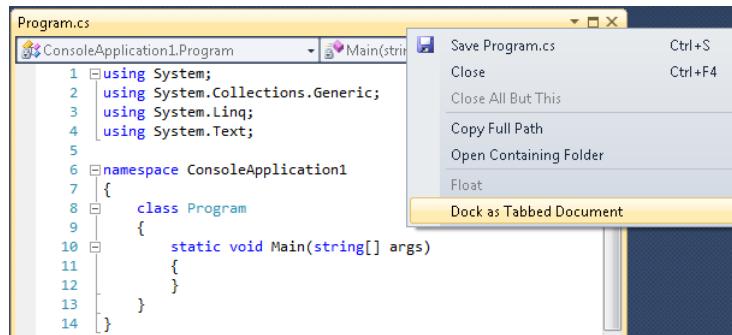 Program.cs
ConsoleApplication1.Program
Main(strin
Save Program.cs Ctrl+S
Close Ctrl+F4
Close All But This
Copy Full Path
Open Containing Folder
Float
Dock as Tabbed Document
1 using System;
2 using System.Collections.Generic;
3 using System.Linq;
4 using System.Text;
5
6 namespace ConsoleApplication1
7 {
8 class Program
9 {
10 static void Main(string[] args)
11 {
12 }
13 }
14 }